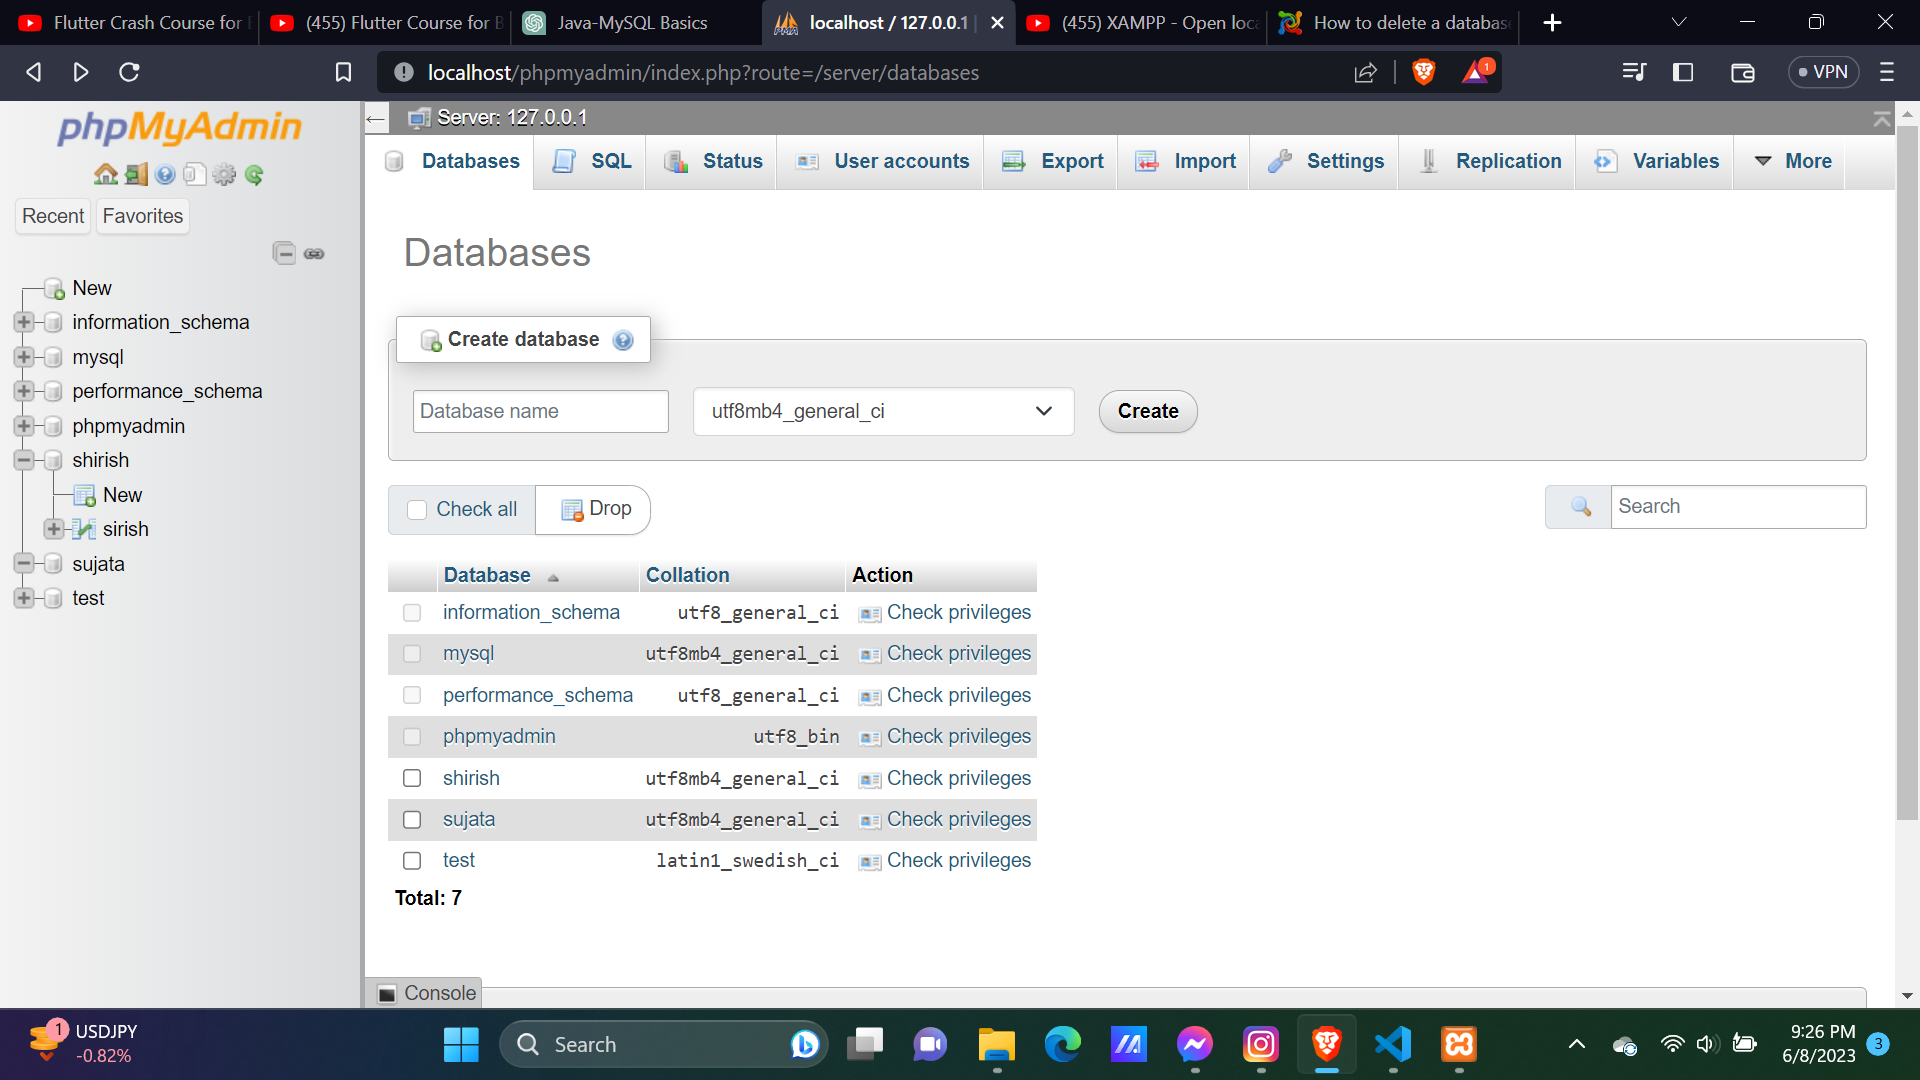 Flutter Crash Course for
(455) Flutter Course for B
Java-MySQL Basics
localhost / 127.0.0.1
(455) XAMPP - Open loca
How to delete a databas
localhost/phpmyadmin/index.php?route=/server/databases
1
VPN
phpMyAdmin
Recent
Favorites
New
information_schema
mysql
performance_schema
phpmyadmin
shirish
New
sirish
sujata
test
Server: 127.0.0.1
Databases
SQL
Status
User accounts
Export
Import
Settings
Replication
Variables
More
Databases
Create database
Database name
utf8mb4_general_ci
Create
Check all
Drop
Search
Database Collation Action
information_schema utf8_general_ci Check privileges
mysql utf8mb4_general_ci Check privileges
performance_schema utf8_general_ci Check privileges
phpmyadmin utf8_bin Check privileges
shirish utf8mb4_general_ci Check privileges
sujata utf8mb4_general_ci Check privileges
test latin1_swedish_ci Check privileges
Total: 7
Console
1
USDJPY
-0.82%
Search
9:26 PM
6/8/2023
3